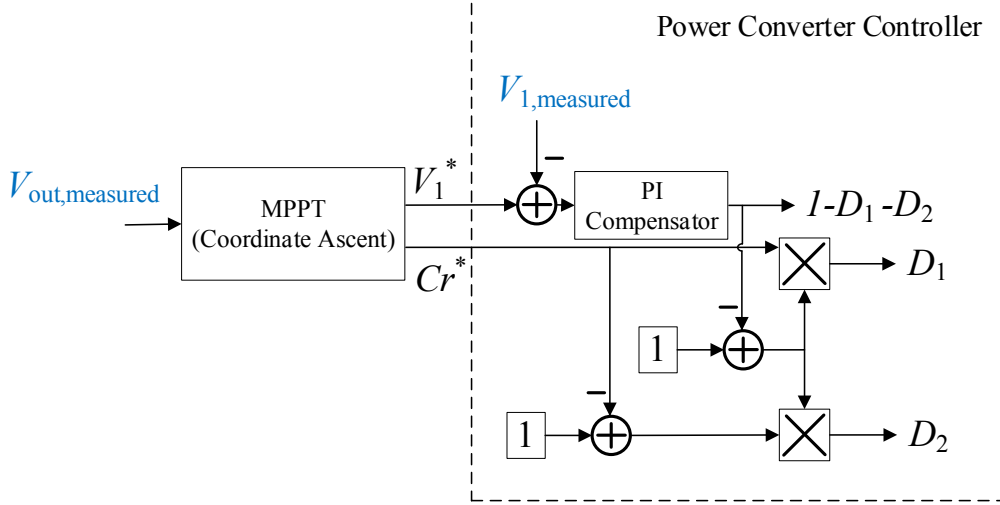 Power Converter Controller
V1,measured
Vout,measured
MPPT
(Coordinate Ascent)
V1*
Cr*
−
PI
Compensator
1-D1-D2
D1
−
1
−
1
D2